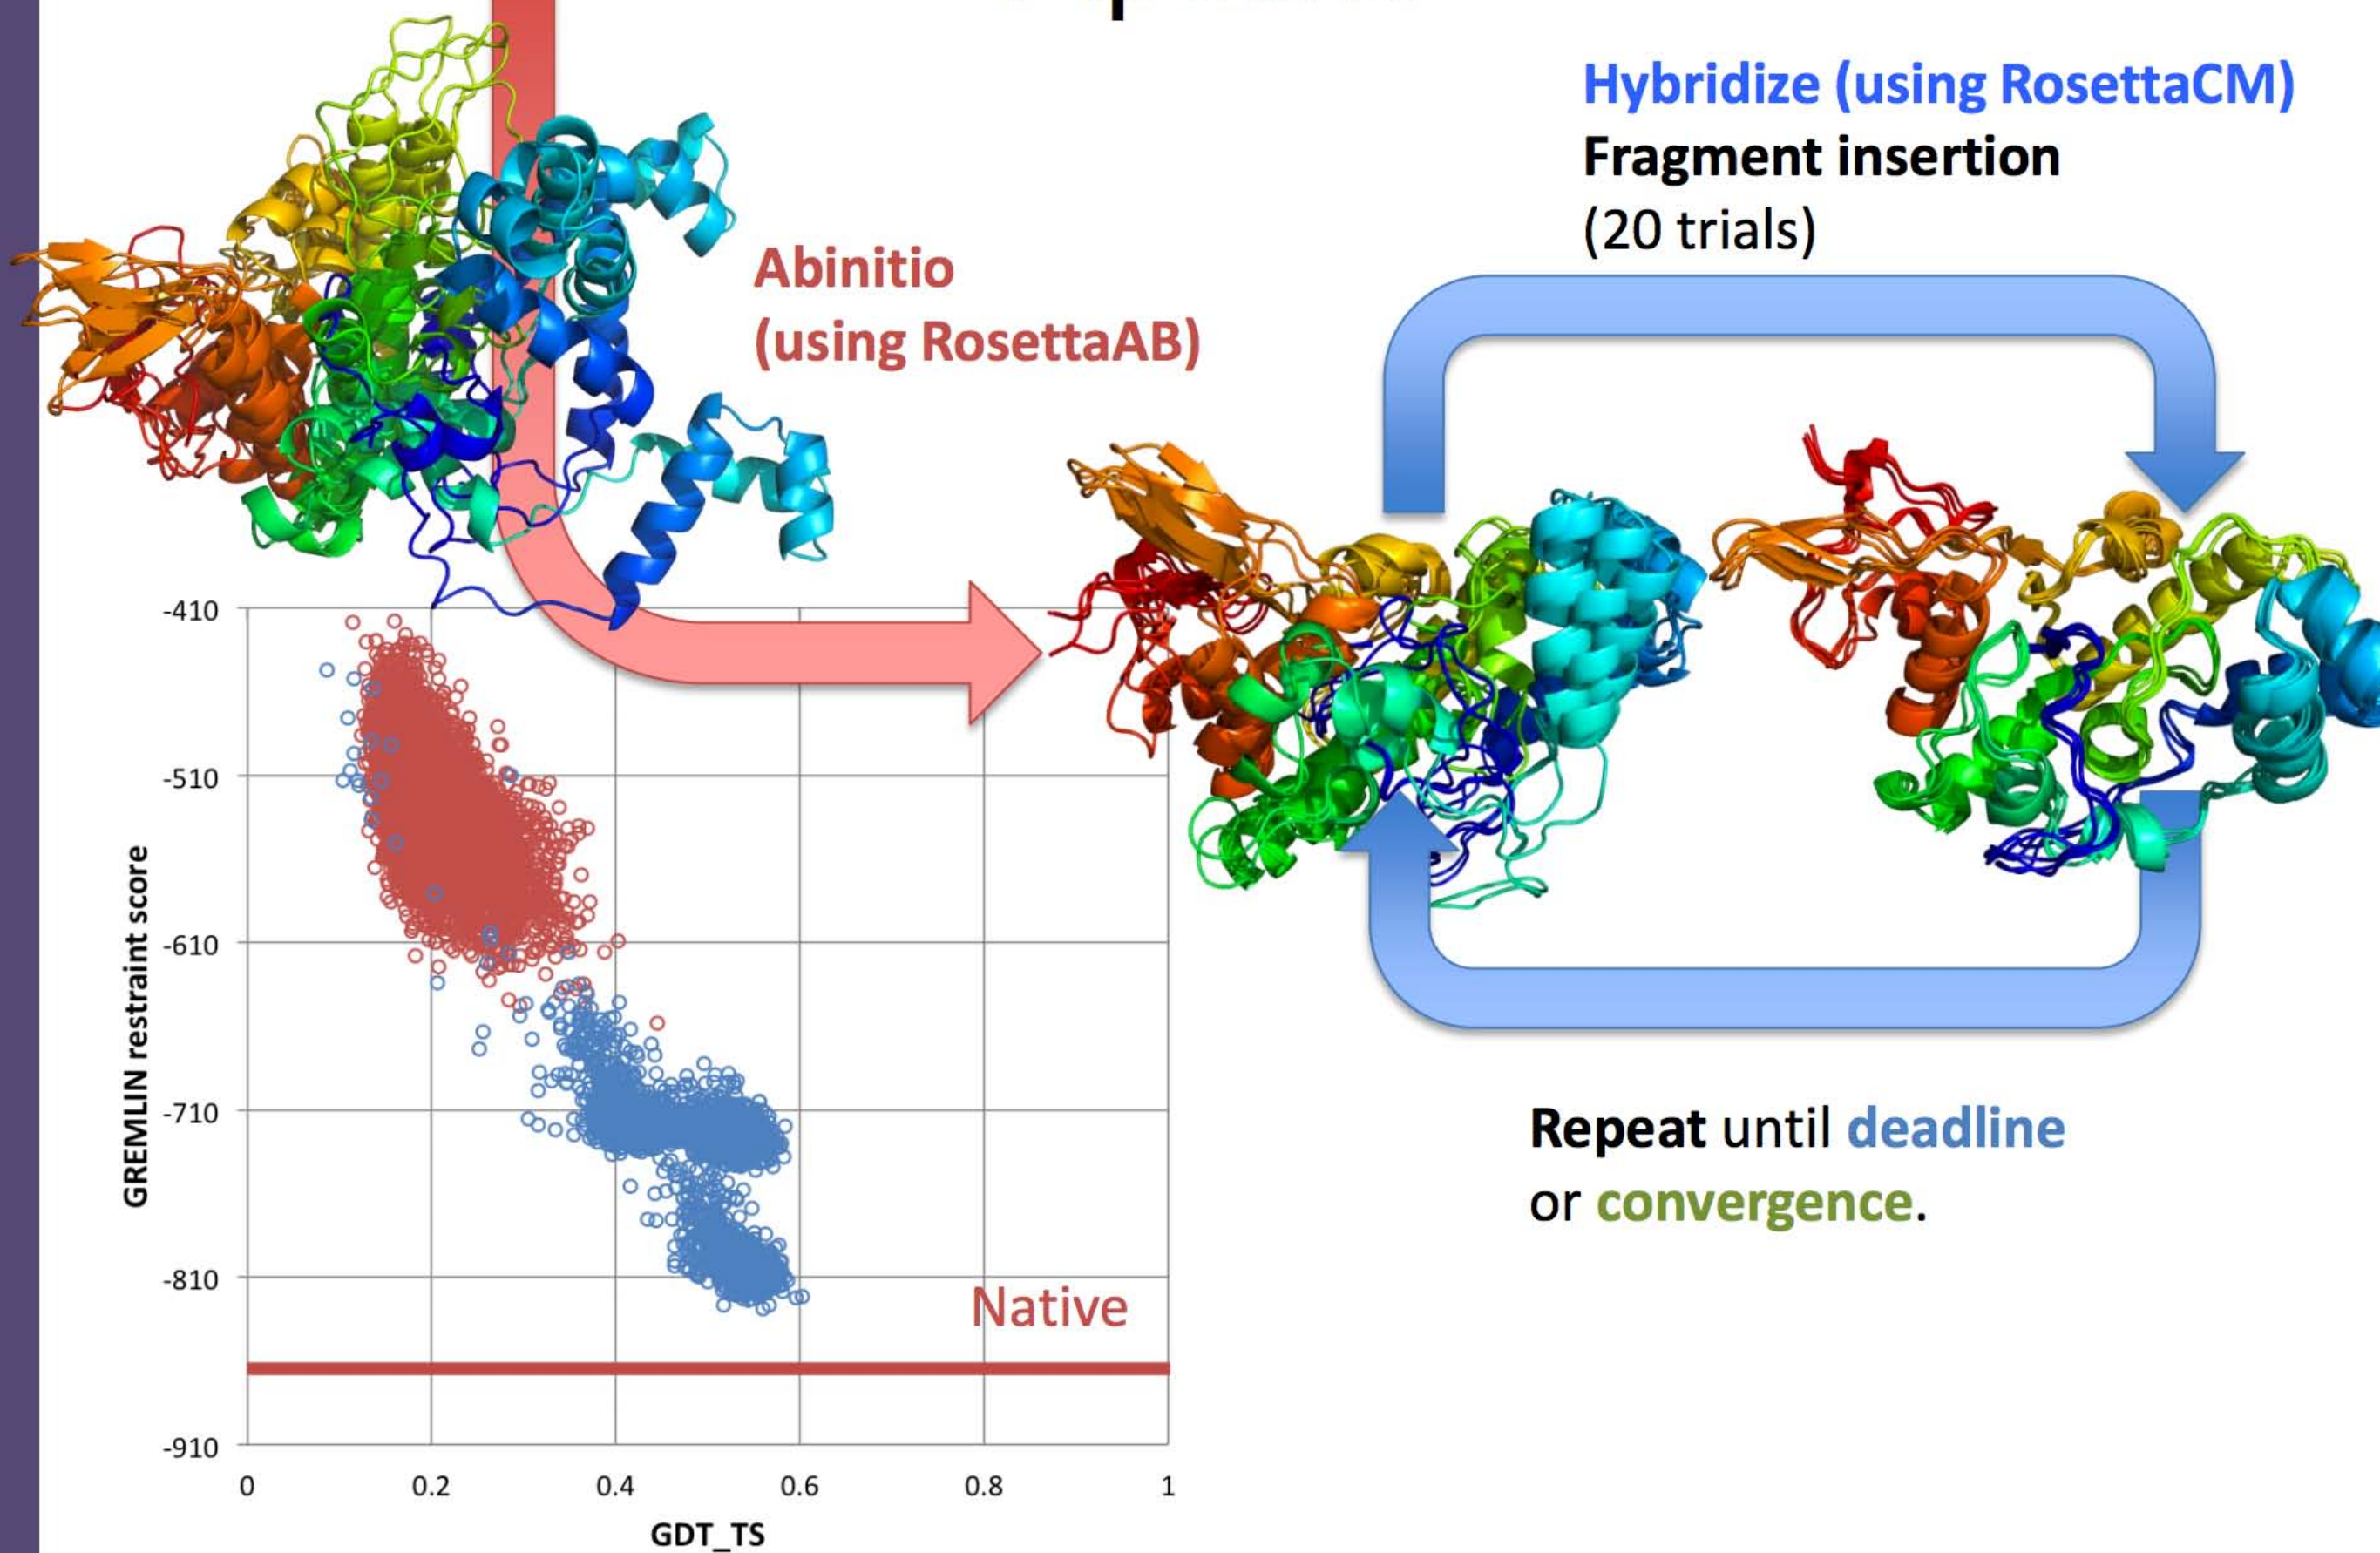 Hybridize (using RosettaCM)
Fragment insertion
(20 trials)
Abinitio
(using RosettaAB)
-410
-510
-610
-710
-810
-910
GREMLIN restraint score
Native
0 0.2 0.4 0.6 0.8 1
GDT_TS
Repeat until deadline
or convergence.